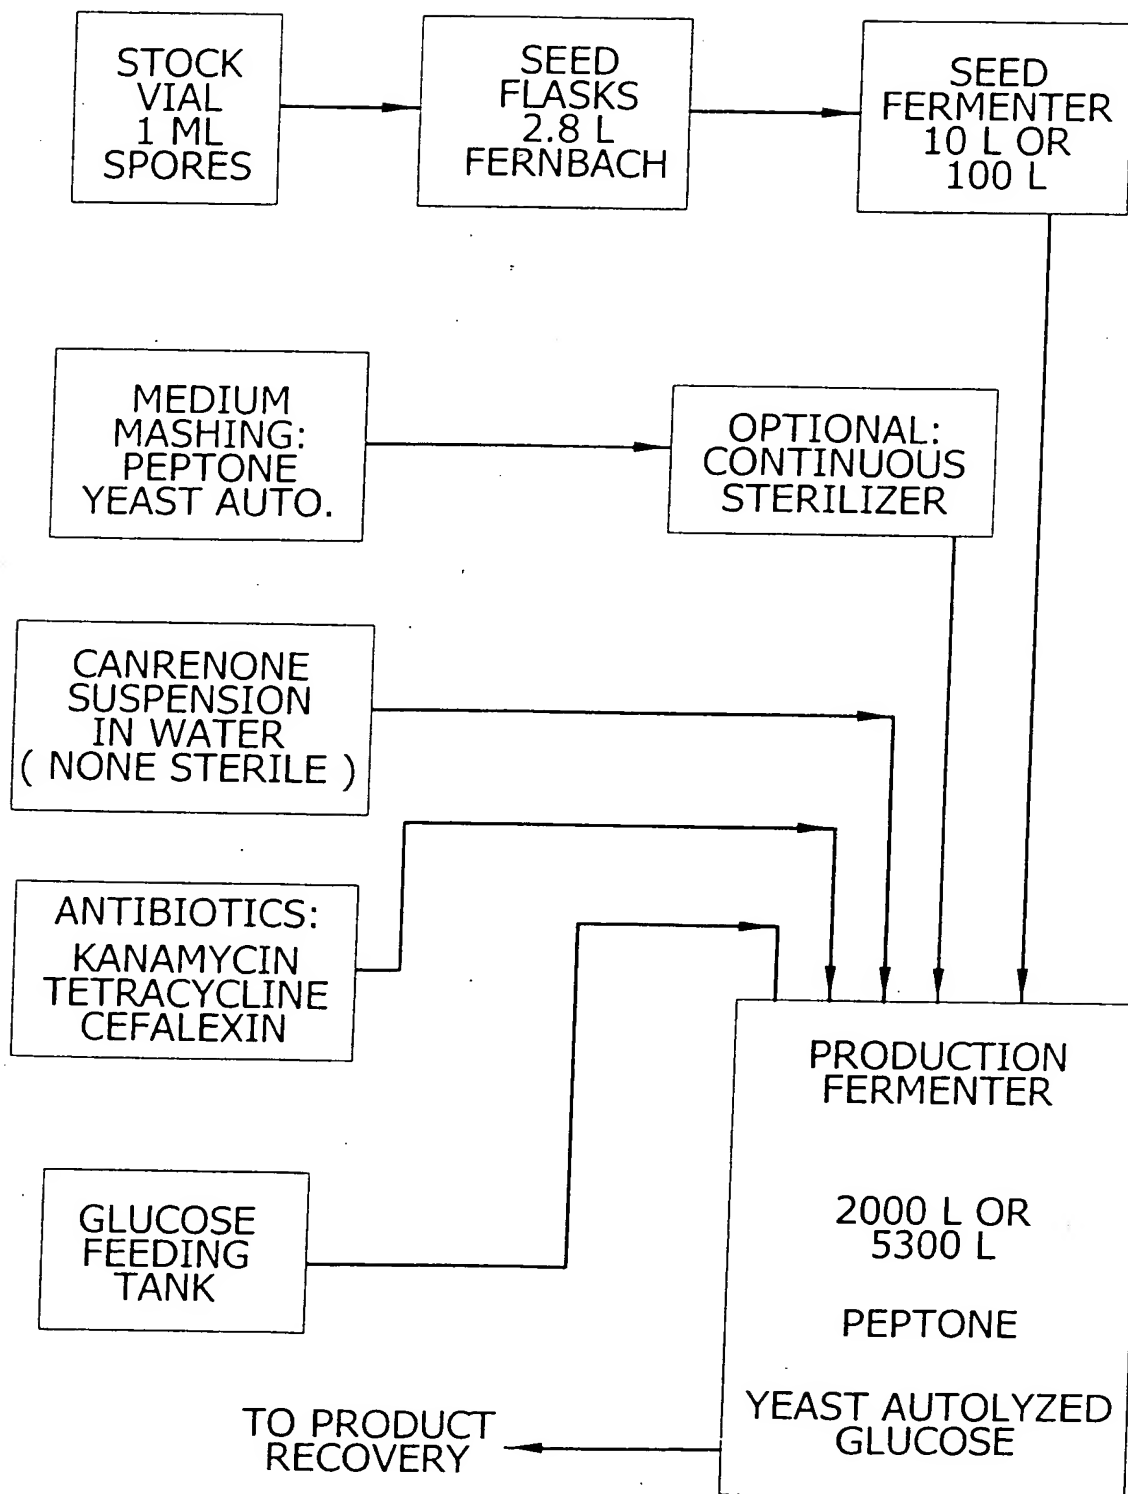 STOCK
VIAL
1 ML
SPORES
SEED
FLASKS
2.8 L
FERNBACH
SEED
FERMENTER
10 L OR
100 L
MEDIUM
MASHING:
PEPTONE
YEAST AUTO.
OPTIONAL:
CONTINUOUS
STERILIZER
CANRENONE
SUSPENSION
IN WATER
( NONE STERILE )
ANTIBIOTICS:
KANAMYCIN
TETRACYCLINE
CEFALEXIN
GLUCOSE
FEEDING
TANK
PRODUCTION
FERMENTER
2000 L OR
5300 L
PEPTONE
YEAST AUTOLYZED
GLUCOSE
TO PRODUCT
RECOVERY